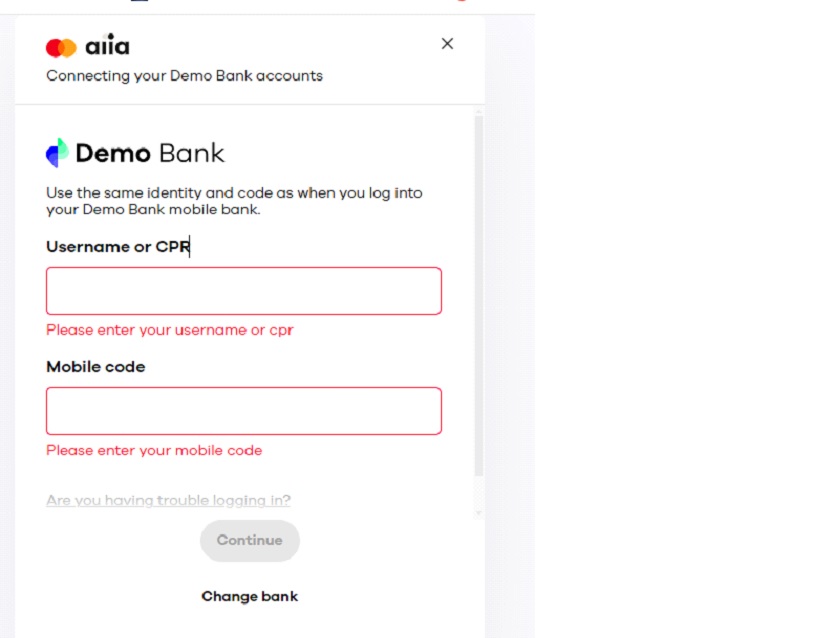 aiia
Connecting your Demo Bank accounts
Demo Bank
Use the same identity and code as when you log into
your Demo Bank mobile bank.
Username or CPR
Please enter your username or cpr
Mobile code
Please enter your mobile code
Are you having trouble logging in?
Continue
Change bank